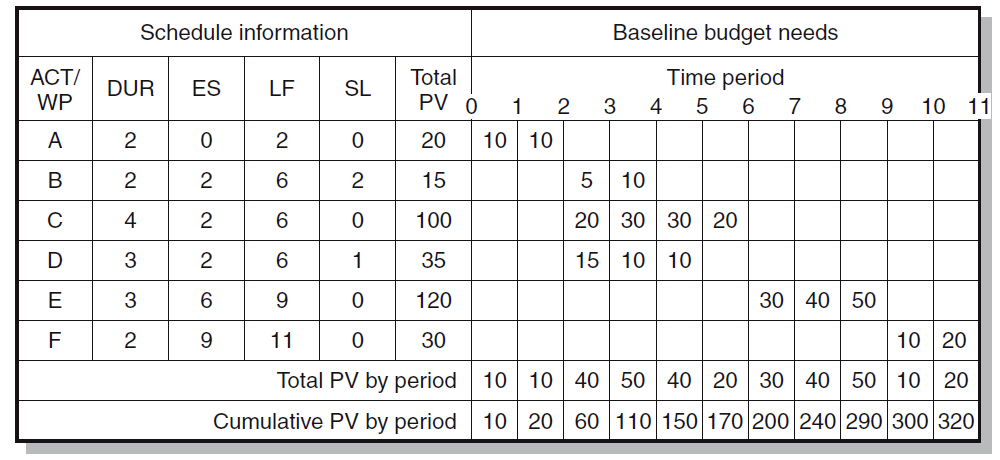 Schedule information Baseline budget needs
ACT/ WP DUR ES LF SL Total PV Time period
0 1 2 3 4 5 6 7 8 9 10 11
A 2 0 2 0 20 10 10
B 2 2 6 2 15 5 10
C 4 2 6 0 100 20 30 30 20
D 3 2 6 1 35 15 10 10
E 3 6 9 0 120 30 40 50
F 2 9 11 0 30 10 20
Total PV by period 10 10 40 50 40 20 30 40 50 10 20
Cumulative PV by period 10 20 60 110 150 170 200 240 290 300 320